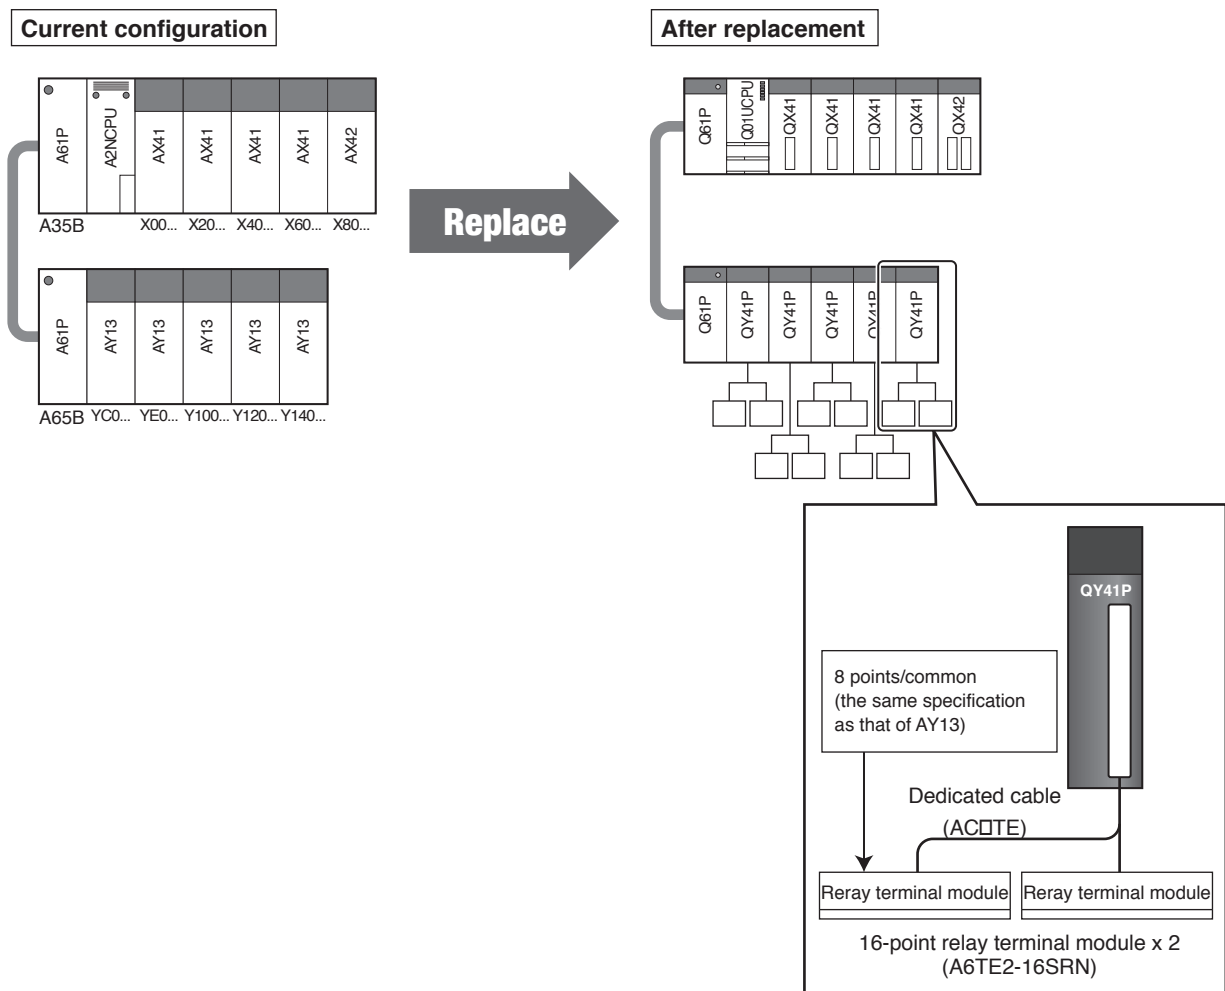 Current configuration
A61P
A2NCPU
AX41
AX41
AX41
AX41
AX42
A35B
X00...
X20...
X40...
X60...
X80...
A61P
AY13
AY13
AY13
AY13
AY13
A65B
YC0...
YE0...
Y100...
Y120...
Y140...
Replace
After replacement
Q61P
Q01UCPU
QX41
QX41
QX41
QX41
QX42
Q61P
QY41P
QY41P
QY41P
QY41P
QY41P
QY41P
8 points/common
(the same specification
as that of AY13)
Dedicated cable
(AC□TE)
Reray terminal module
Reray terminal module
16-point relay terminal module x 2
(A6TE2-16SRN)